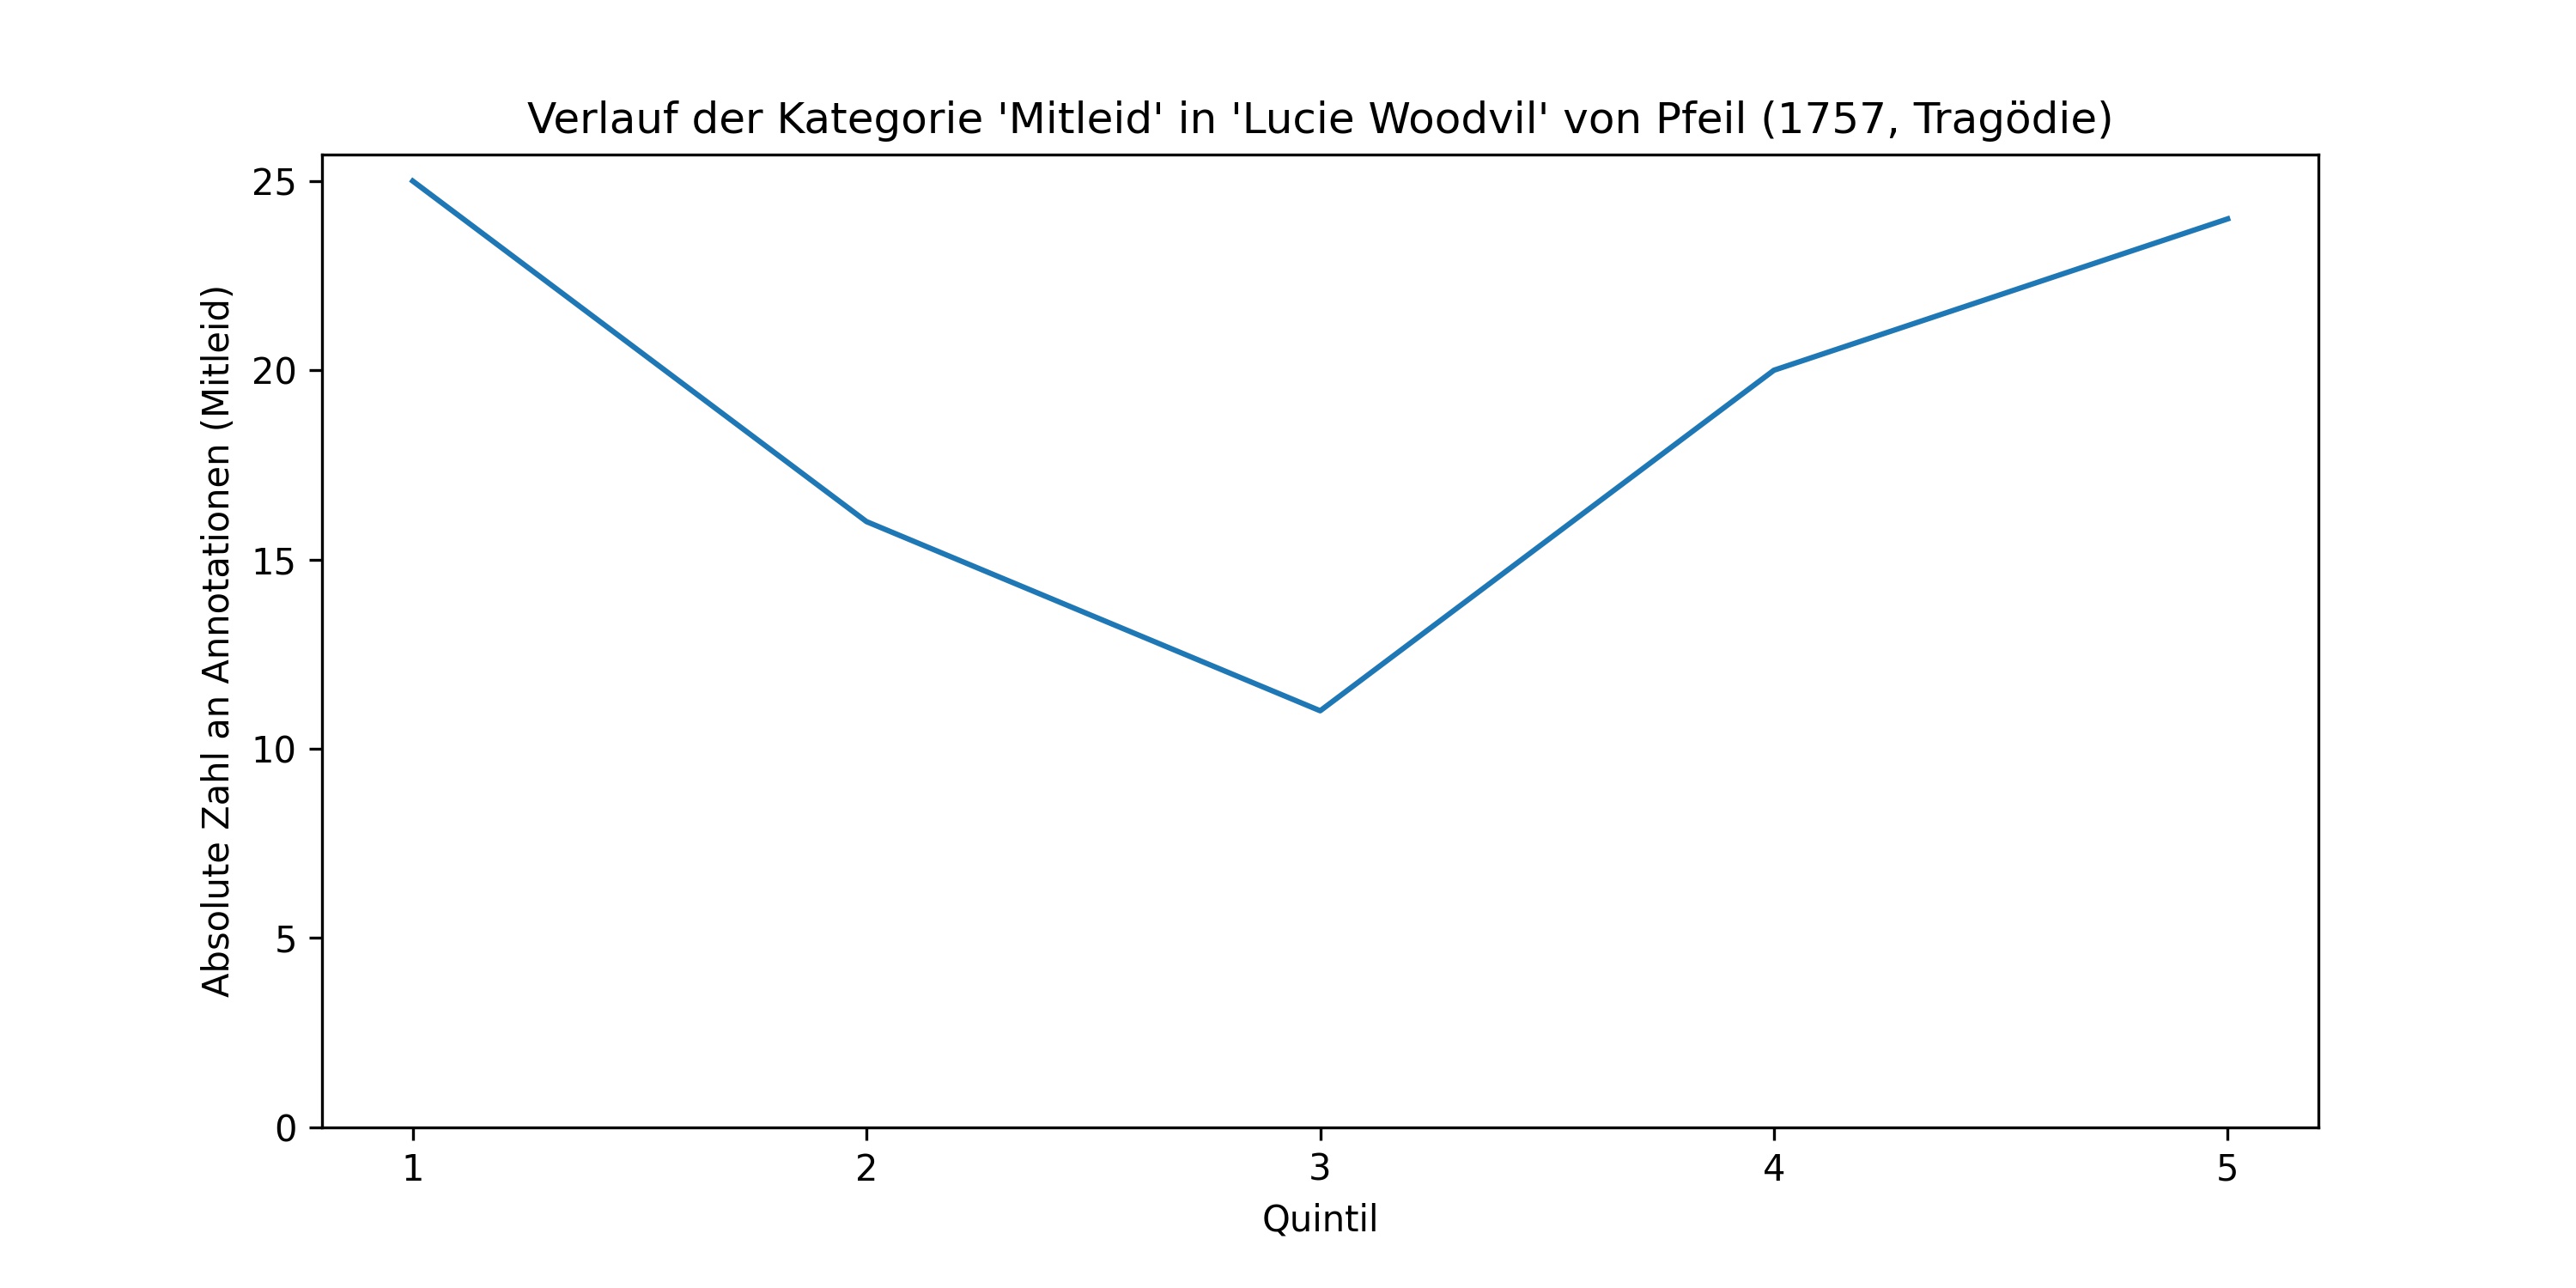 Verlauf der Kategorie 'Mitleid' in 'Lucie Woodvil' von Pfeil (1757, Tragödie)
Absolute Zahl an Annotationen (Mitleid)
25
20
15
10
5
0
1 2 3 4 5
Quintil